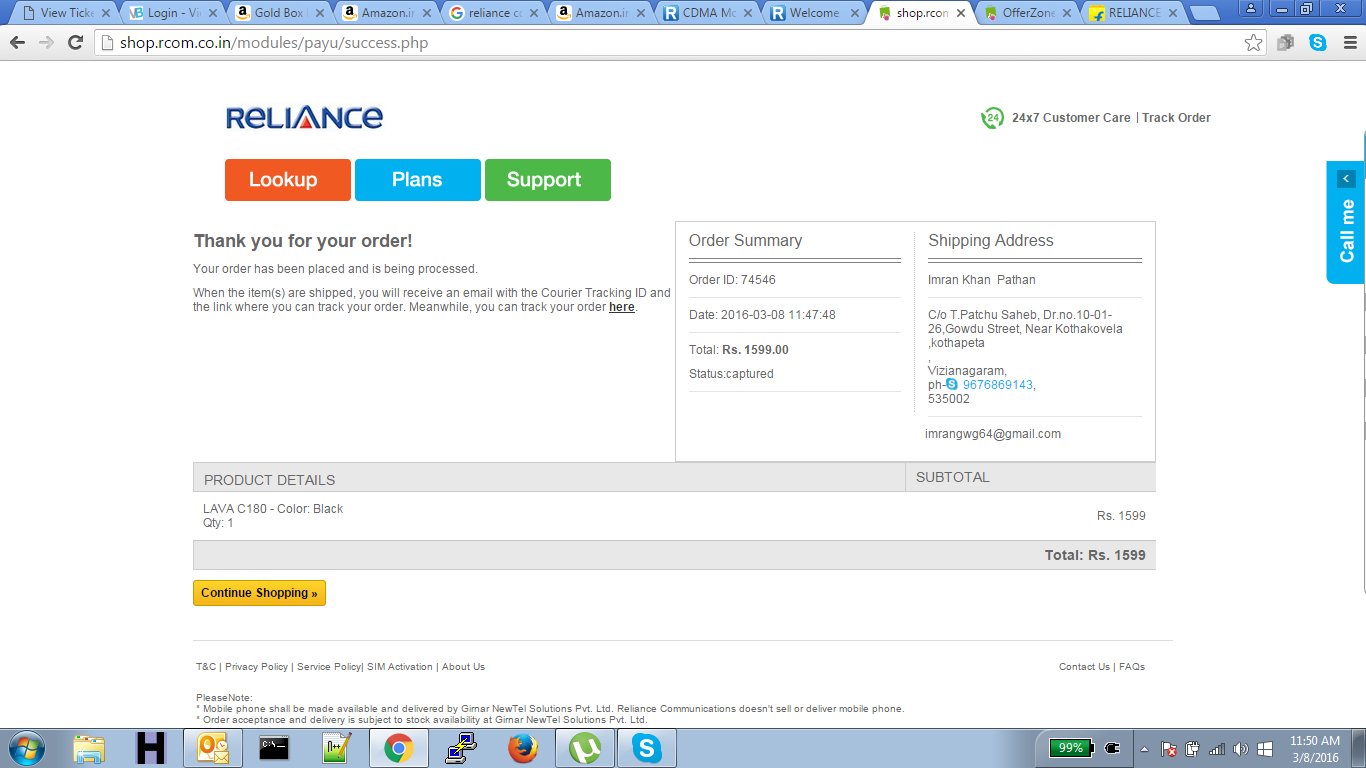 View Ticke
Login - Vi
Gold Box
Amazon.in
reliance c
Amazon.in
CDMA Mo
Welcome
shop.rcom
OfferZone
RELIANCE
shop.rcom.co.in/modules/payu/success.php
RELIANCE
24
24x7 Customer Care | Track Order
Lookup
Plans
Support
<
Call me
Thank you for your order!
Your order has been placed and is being processed.
When the item(s) are shipped, you will receive an email with the Courier Tracking ID and
the link where you can track your order. Meanwhile, you can track your order here.
Order Summary
Order ID: 74546
Date: 2016-03-08 11:47:48
Total: Rs. 1599.00
Status:captured
Shipping Address
Imran Khan  Pathan
C/o T.Patchu Saheb, Dr.no.10-01-
26,Gowdu Street, Near Kothakovela
,kothapeta
,
Vizianagaram,
ph- 9676869143,
535002
imrangwg64@gmail.com
PRODUCT DETAILS
SUBTOTAL
LAVA C180 - Color: Black
Qty: 1
Rs. 1599
Total: Rs. 1599
Continue Shopping »
T&C | Privacy Policy | Service Policy| SIM Activation | About Us
Contact Us | FAQs
PleaseNote:
* Mobile phone shall be made available and delivered by Girnar NewTel Solutions Pvt. Ltd. Reliance Communications doesn't sell or deliver mobile phone.
* Order acceptance and delivery is subject to stock availability at Girnar NewTel Solutions Pvt. Ltd.
99%
11:50 AM
3/8/2016